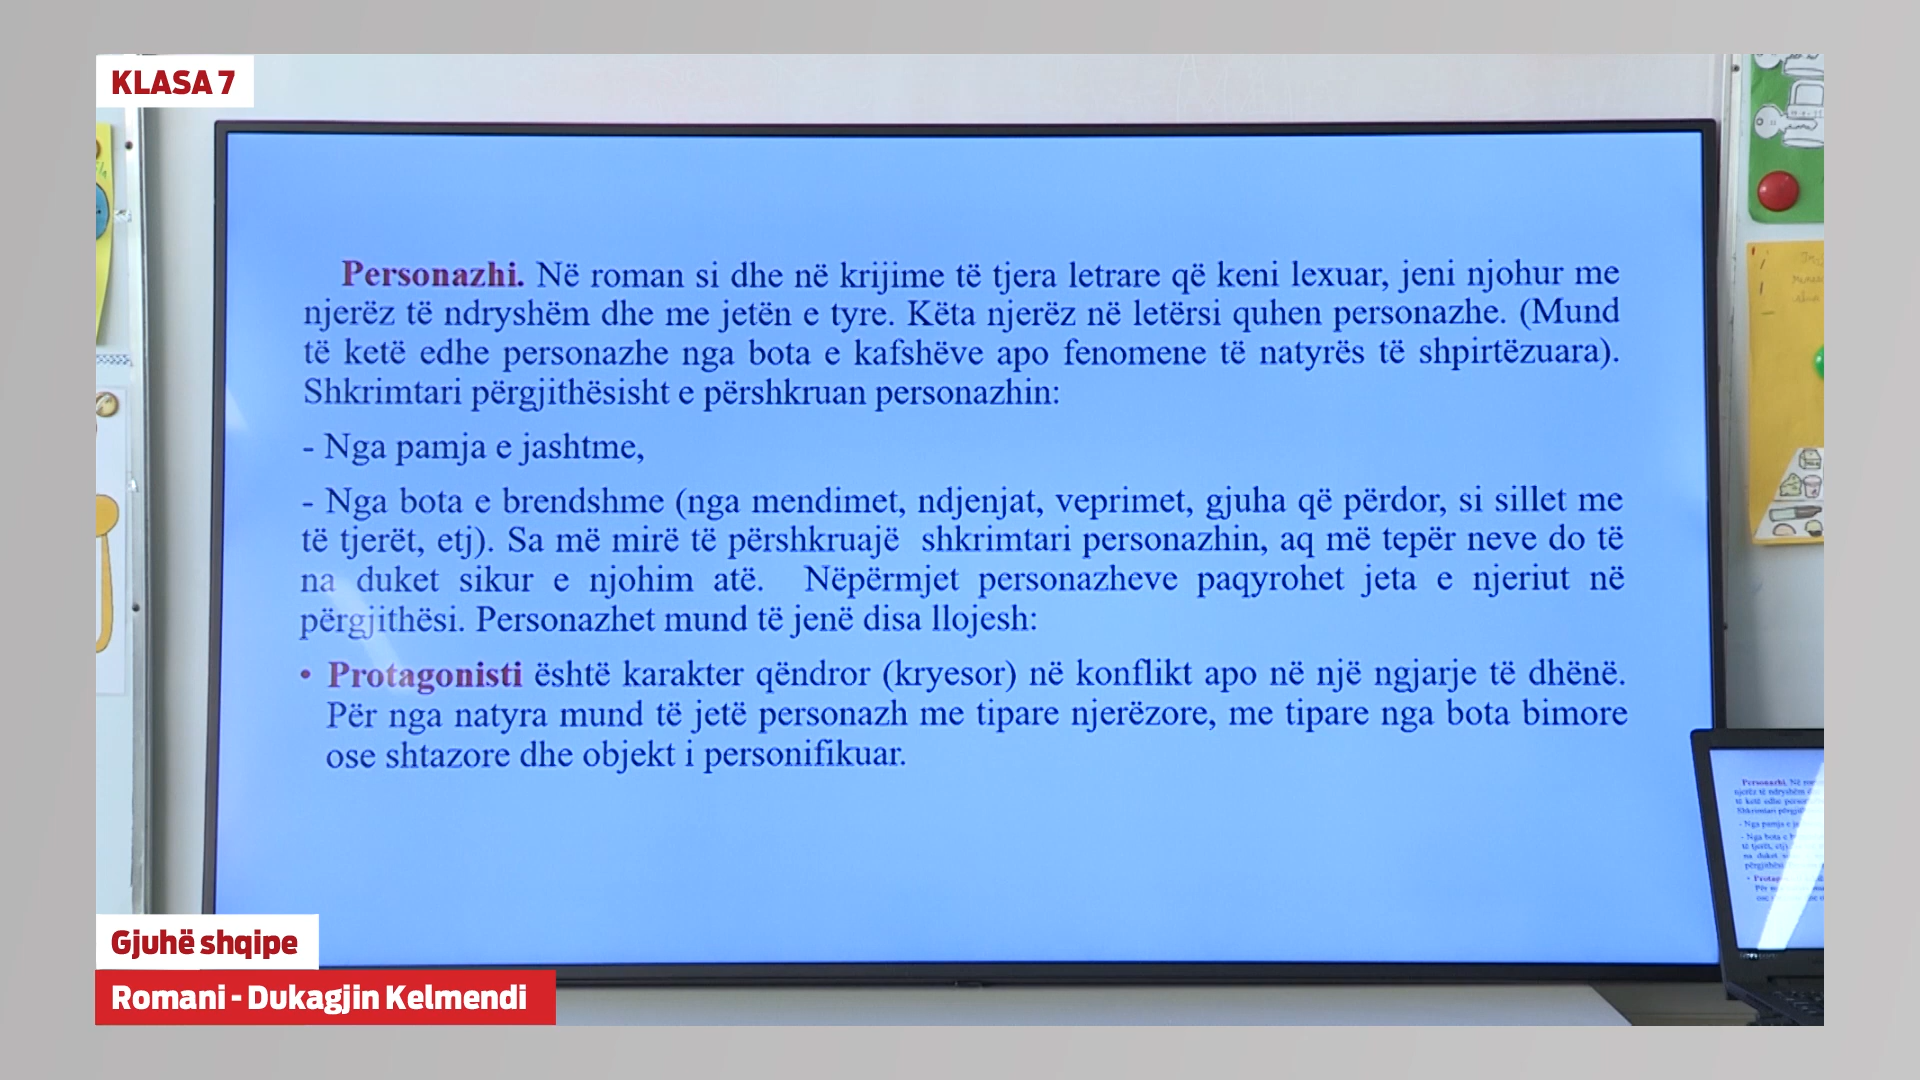 KLASA 7
Personazhi. Në roman si dhe në krijime të tjera letrare që keni lexuar, jeni njohur me
njerëz të ndryshëm dhe me jetën e tyre. Këta njerëz në letërsi quhen personazhe. (Mund
të ketë edhe personazhe nga bota e kafshëve apo fenomene të natyrës të shpirtëzuara).
Shkrimtari përgjithësisht e përshkruan personazhin:
- Nga pamja e jashtme,
- Nga bota e brendshme (nga mendimet, ndjenjat, veprimet, gjuha që përdor, si sillet me
të tjerët, etj). Sa më mirë të përshkruajë shkrimtari personazhin, aq më tepër neve do të
na duket sikur e njohim atë. Nëpërmjet personazheve paqyrohet jeta e njeriut në
përgjithësi. Personazhet mund të jenë disa llojesh:
• Protagonisti është karakter qëndror (kryesor) në konflikt apo në një ngjarje të dhënë.
Për nga natyra mund të jetë personazh me tipare njerëzore, me tipare nga bota bimore
ose shtazore dhe objekt i personifikuar.
Gjuhë shqipe
Romani - Dukagjin Kelmendi